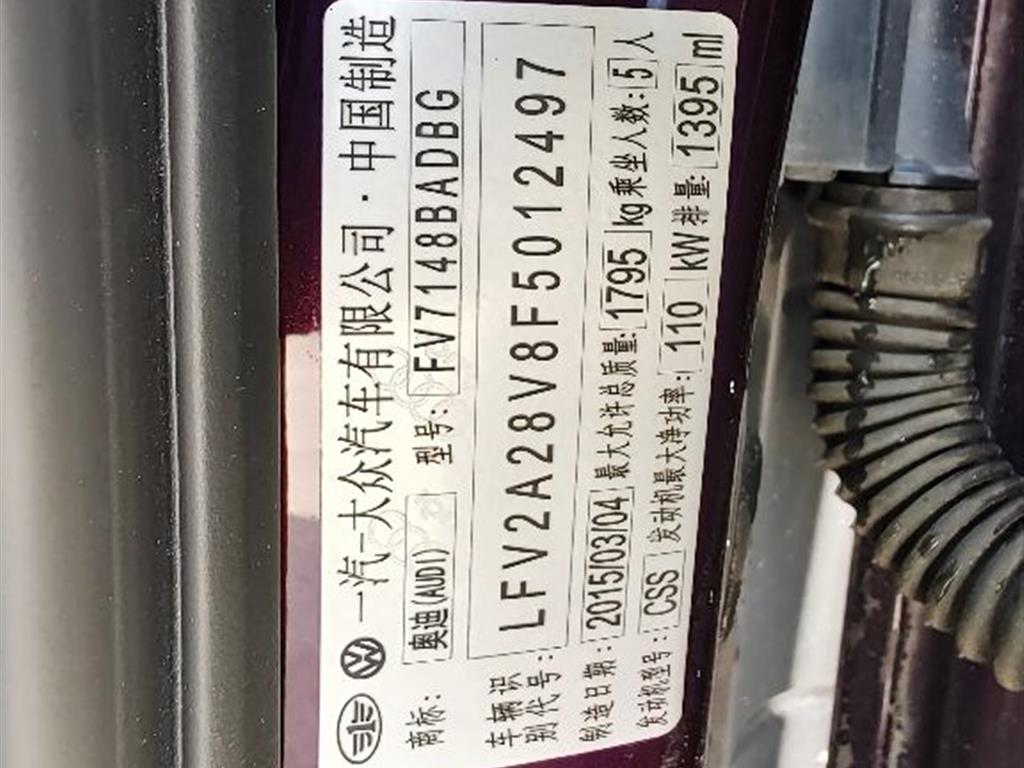 一汽-大众汽车有限公司·中国制造
商标: 奥迪(AUDI) 型号: FV7148BADBG
车辆识别代号: LFV2A28V8F5012497
制造日期: 2015/03/04 最大允许总质量: 1795 kg 乘坐人数: 5 人
发动机型号: CSS 发动机最大净功率: 110 kW 排量: 1395 ml